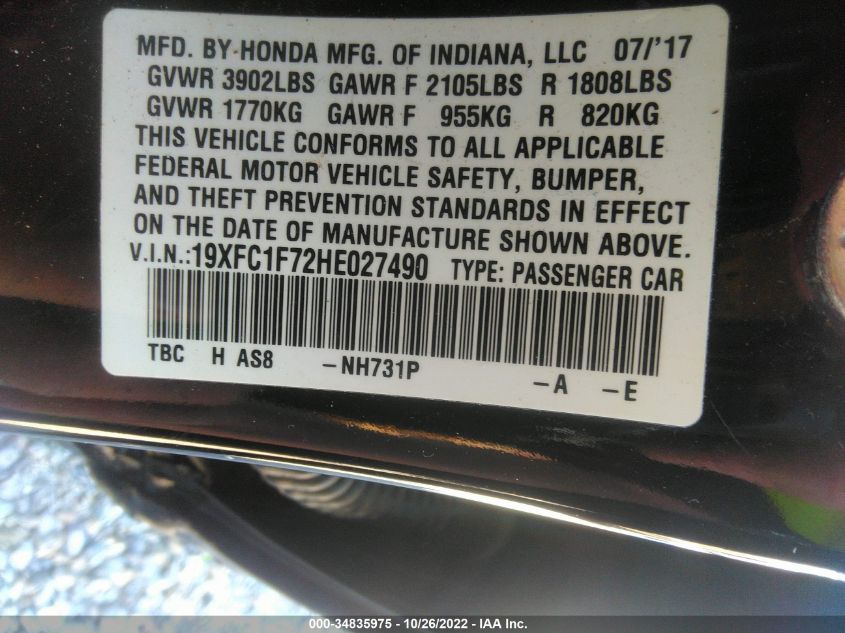 MFD. BY HONDA MFG. OF INDIANA, LLC 07/'17
GVWR 3902LBS GAWR F 2105LBS R 1808LBS
GVWR 1770KG GAWR F 955KG R 820KG
THIS VEHICLE CONFORMS TO ALL APPLICABLE
FEDERAL MOTOR VEHICLE SAFETY, BUMPER,
AND THEFT PREVENTION STANDARDS IN EFFECT
ON THE DATE OF MANUFACTURE SHOWN ABOVE.
V.I.N.:19XFC1F72HE027490 TYPE: PASSENGER CAR
TBC H AS8 -NH731P -A -E
000-34835975 - 10/26/2022 - IAA Inc.